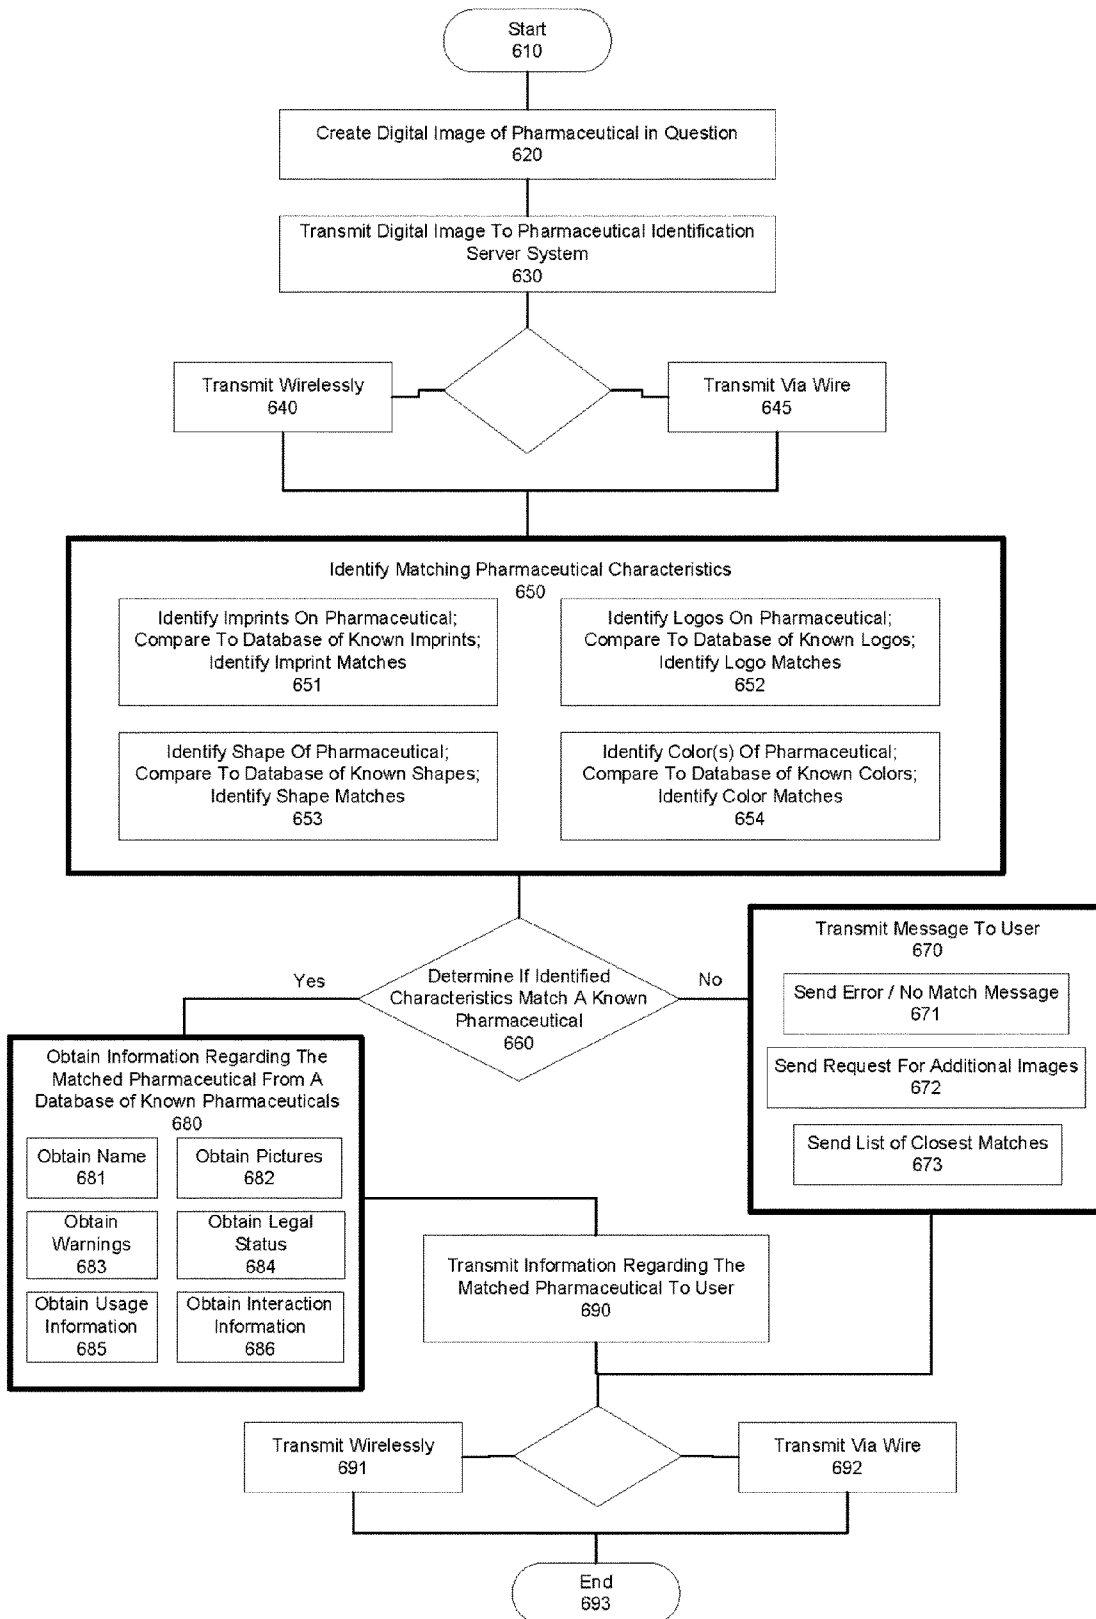 Start
610
Create Digital Image of Pharmaceutical in Question
620
Transmit Digital Image To Pharmaceutical Identification
Server System
630
Transmit Wirelessly
640
Transmit Via Wire
645
Identify Matching Pharmaceutical Characteristics
650
Identify Imprints On Pharmaceutical;
Compare To Database of Known Imprints;
Identify Imprint Matches
651
Identify Logos On Pharmaceutical;
Compare To Database of Known Logos;
Identify Logo Matches
652
Identify Shape Of Pharmaceutical;
Compare To Database of Known Shapes;
Identify Shape Matches
653
Identify Color(s) Of Pharmaceutical;
Compare To Database of Known Colors;
Identify Color Matches
654
Yes
Determine If Identified
Characteristics Match A Known
Pharmaceutical
660
No
Transmit Message To User
670
Send Error / No Match Message
671
Send Request For Additional Images
672
Send List of Closest Matches
673
Obtain Information Regarding The
Matched Pharmaceutical From A
Database of Known Pharmaceuticals
680
Obtain Name
681
Obtain Pictures
682
Obtain
Warnings
683
Obtain Legal
Status
684
Obtain Usage
Information
685
Obtain Interaction
Information
686
Transmit Information Regarding The
Matched Pharmaceutical To User
690
Transmit Wirelessly
691
Transmit Via Wire
692
End
693